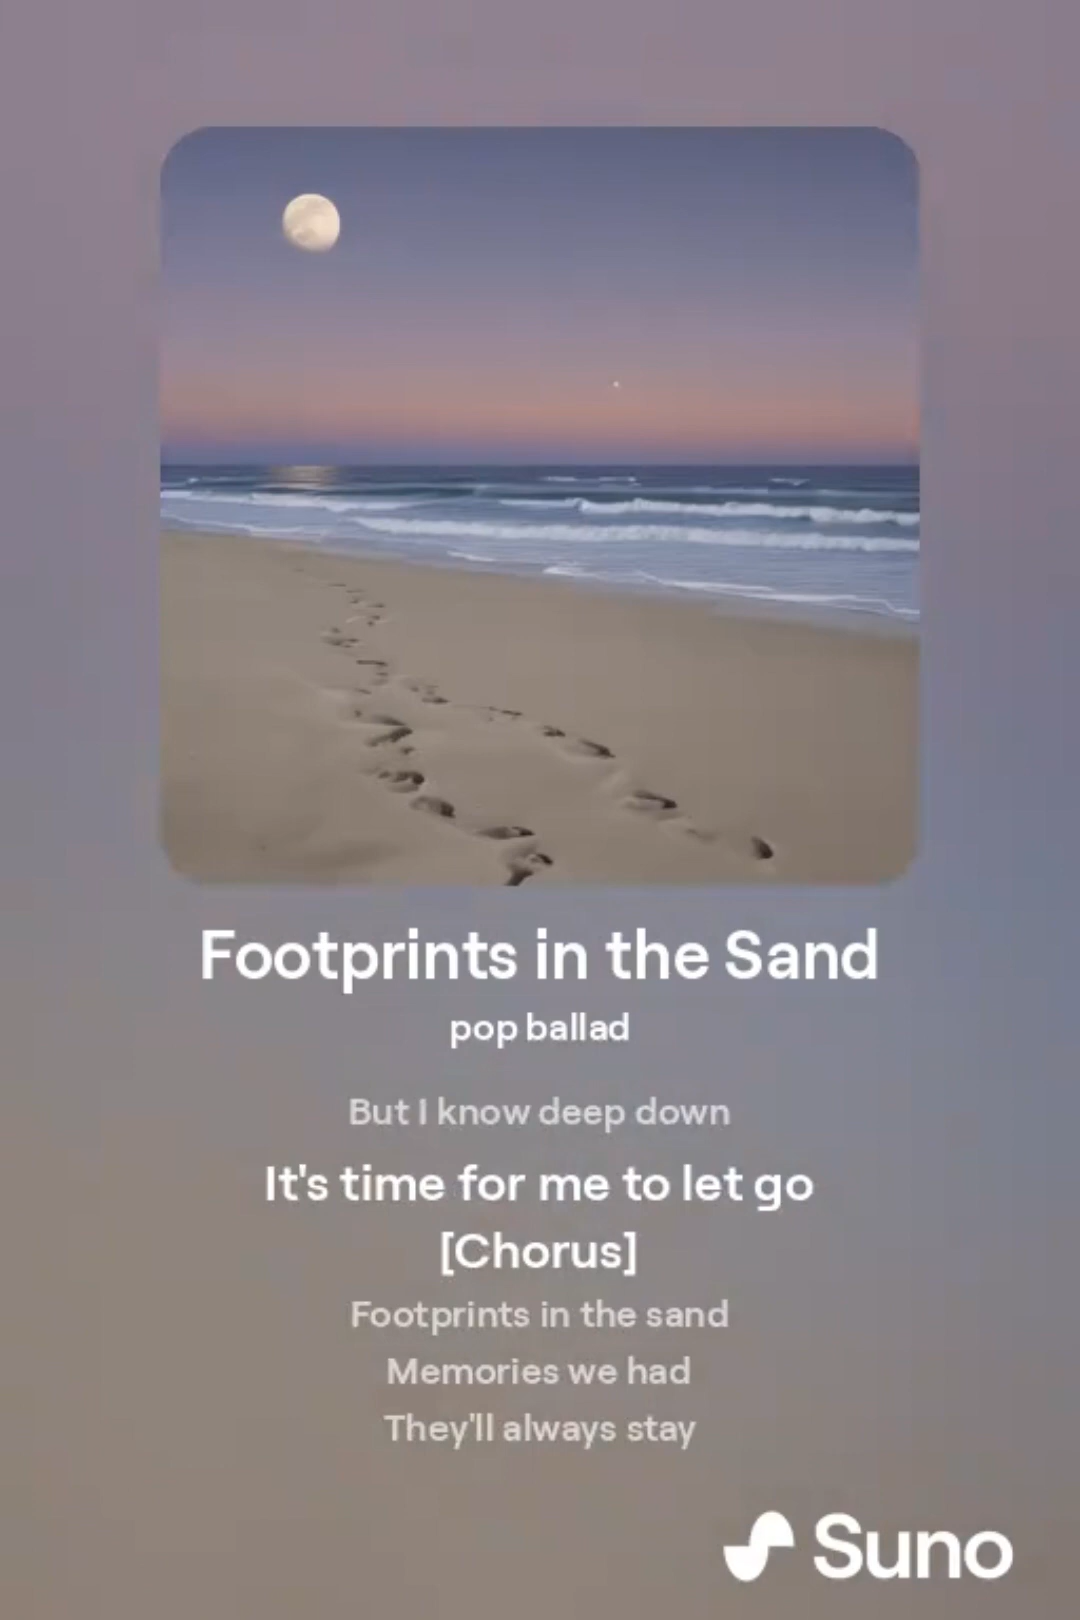 Footprints in the Sand
pop ballad
But I know deep down
It's time for me to let go
[Chorus]
Footprints in the sand
Memories we had
They'll always stay
Suno